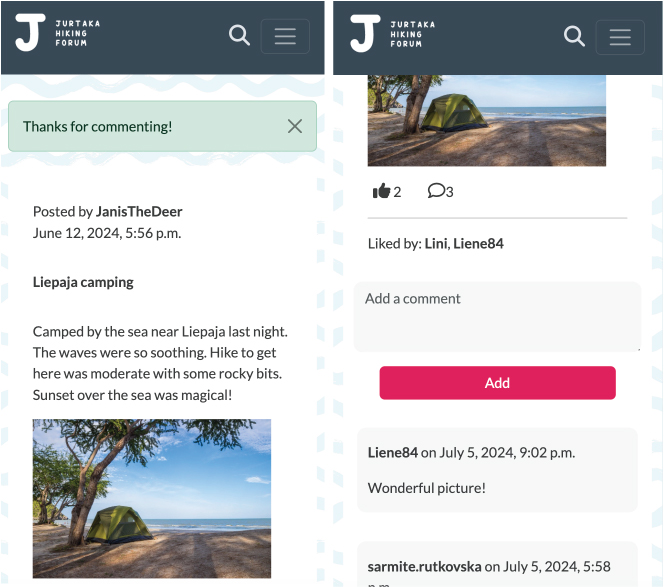 JURTAKA
HIKING
FORUM
Thanks for commenting!
Posted by JanisTheDeer
June 12, 2024, 5:56 p.m.
Liepaja camping
Camped by the sea near Liepaja last night.
The waves were so soothing. Hike to get
here was moderate with some rocky bits.
Sunset over the sea was magical!
JURTAKA
HIKING
FORUM
2 3
Liked by: Lini, Liene84
Add a comment
Add
Liene84 on July 5, 2024, 9:02 p.m.
Wonderful picture!
sarmite.rutkovska on July 5, 2024, 5:58
p.m.